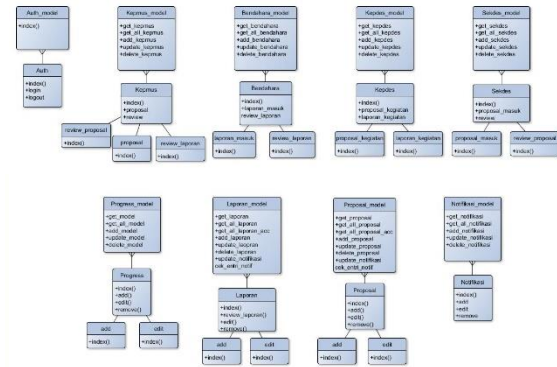 Auth_model
+index()
Auth
+index()
+login
+logout
Kepmus_model
+get_kepmus
+get_all_kepmus
+add_kepmus
+update_kepmus
+delete_kepmus
Kepmus
+index()
+proposal
+review
review_proposal
+index()
proposal
+index()
review_laporan
+index()
Bendahara_model
+get_bendahara
+get_all_bendahara
+add_bendahara
+update_bendahara
+delete_bendahara
Bendahara
+index()
+laporan_masuk
review_laporan
laporan_masuk
+index()
review_laporan
+index()
Kepdes_model
+get_kepdes
+get_all_kepdes
+add_kepdes
+update_kepdes
+delete_kepdes
Kepdes
+index()
+proposal_kegiatan
+laporan_kegiatan
proposal_kegiatan
+index()
laporan_kegiatan
+index()
Sekdes_model
+get_sekdes
+get_all_sekdes
+add_sekdes
+update_sekdes
+delete_sekdes
Sekdes
+index()
+proposal_masuk
+review
proposal_masuk
+index()
review_proposal
+index()
Progress_model
+get_model
+get_all_model
+add_model
+update_model
+delete_model
Progress
+index()
+add()
+edit()
+remove()
add
+index()
edit
+index()
Laporan_model
+get_laporan
+get_all_laporan
+get_all_laporan_acc
+add_laporan
+update_laporan
+delete_laporan
+update_notifikasi
cek_entri_notif
Laporan
+index()
+review_laporan()
+edit()
+remove()
add
+index()
edit
+index()
Proposal_model
+get_proposal
+get_all_proposal
+get_all_proposal_acc
+add_proposal
+update_proposal
+delete_proposal
+update_notifikasi
cek_entri_notif
Proposal
+index()
+add()
+edit()
+remove()
add
+index()
edit
+index()
Notifikasi_model
+get_notifikasi
+get_all_notifikasi
+add_notifikasi
+update_notifikasi
+delete_notifikasi
Notifikasi
+index()
+add
+edit
+remove